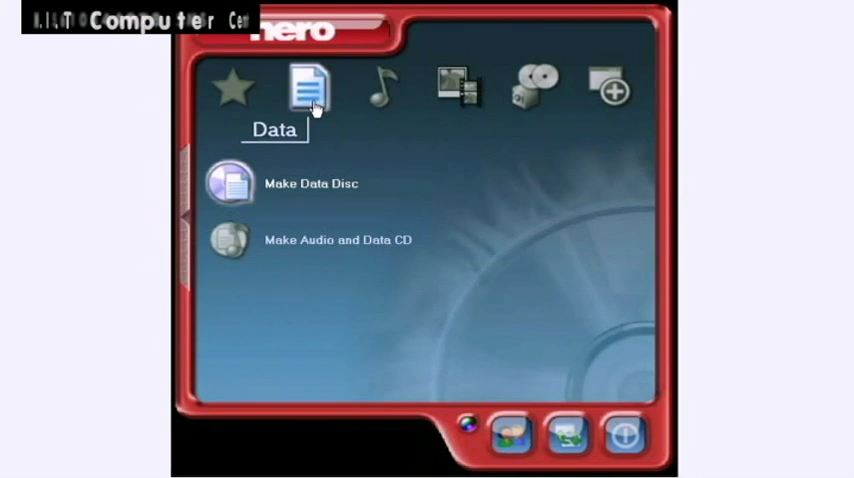 Computer
nero
Data
Make Data Disc
Make Audio and Data CD